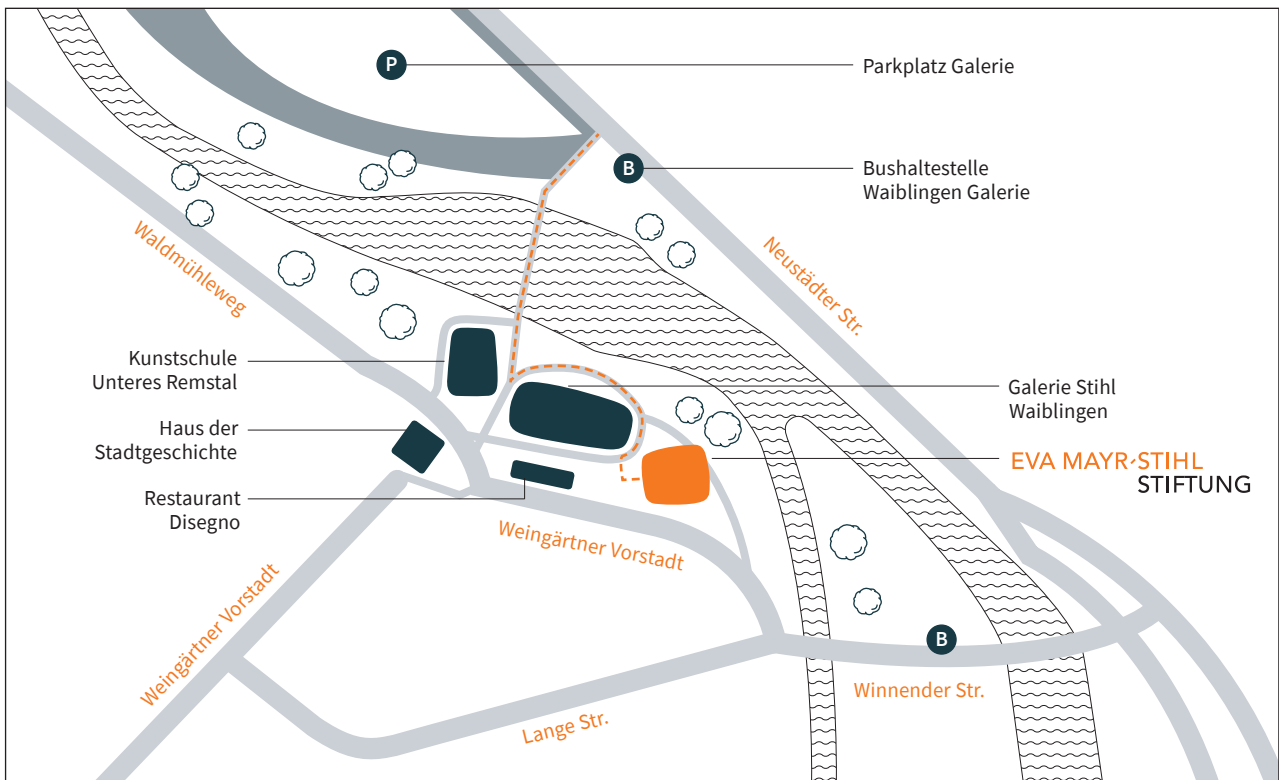 P
Parkplatz Galerie
B
Bushaltestelle
Waiblingen Galerie
Waldmühleweg
Neustädter Str.
Kunstschule
Unteres Remstal
Galerie Stihl
Waiblingen
Haus der
Stadtgeschichte
EVA MAYR-STIHL
STIFTUNG
Restaurant
Disegno
Weingärtner Vorstadt
Weingärtner Vorstadt
B
Winnender Str.
Lange Str.